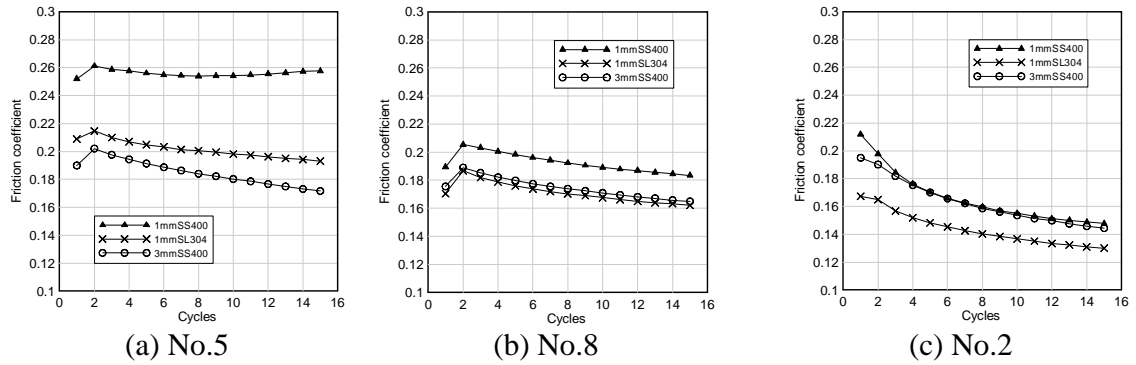 0.3
0.28
0.26
0.24
0.22
0.2
0.18
0.16
0.14
0.12
0.1
Friction coefficient
1mmSS400
1mmSL304
3mmSS400
0 2 4 6 8 10 12 14 16
Cycles
(a) No.5
0.3
0.28
0.26
0.24
0.22
0.2
0.18
0.16
0.14
0.12
0.1
Friction coefficient
1mmSS400
1mmSL304
3mmSS400
0 2 4 6 8 10 12 14 16
Cycles
(b) No.8
0.3
0.28
0.26
0.24
0.22
0.2
0.18
0.16
0.14
0.12
0.1
Friction coefficient
1mmSS400
1mmSL304
3mmSS400
0 2 4 6 8 10 12 14 16
Cycles
(c) No.2